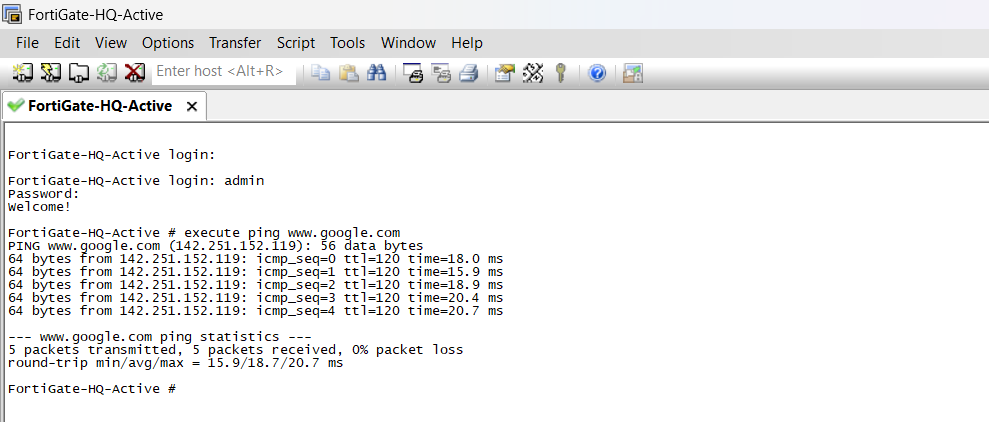 FortiGate-HQ-Active
File Edit View Options Transfer Script Tools Window Help
Enter host <Alt+R>
FortiGate-HQ-Active
FortiGate-HQ-Active login:
FortiGate-HQ-Active login: admin
Password:
Welcome!
FortiGate-HQ-Active # execute ping www.google.com
PING www.google.com (142.251.152.119): 56 data bytes
64 bytes from 142.251.152.119: icmp_seq=0 ttl=120 time=18.0 ms
64 bytes from 142.251.152.119: icmp_seq=1 ttl=120 time=15.9 ms
64 bytes from 142.251.152.119: icmp_seq=2 ttl=120 time=18.9 ms
64 bytes from 142.251.152.119: icmp_seq=3 ttl=120 time=20.4 ms
64 bytes from 142.251.152.119: icmp_seq=4 ttl=120 time=20.7 ms
--- www.google.com ping statistics ---
5 packets transmitted, 5 packets received, 0% packet loss
round-trip min/avg/max = 15.9/18.7/20.7 ms
FortiGate-HQ-Active #